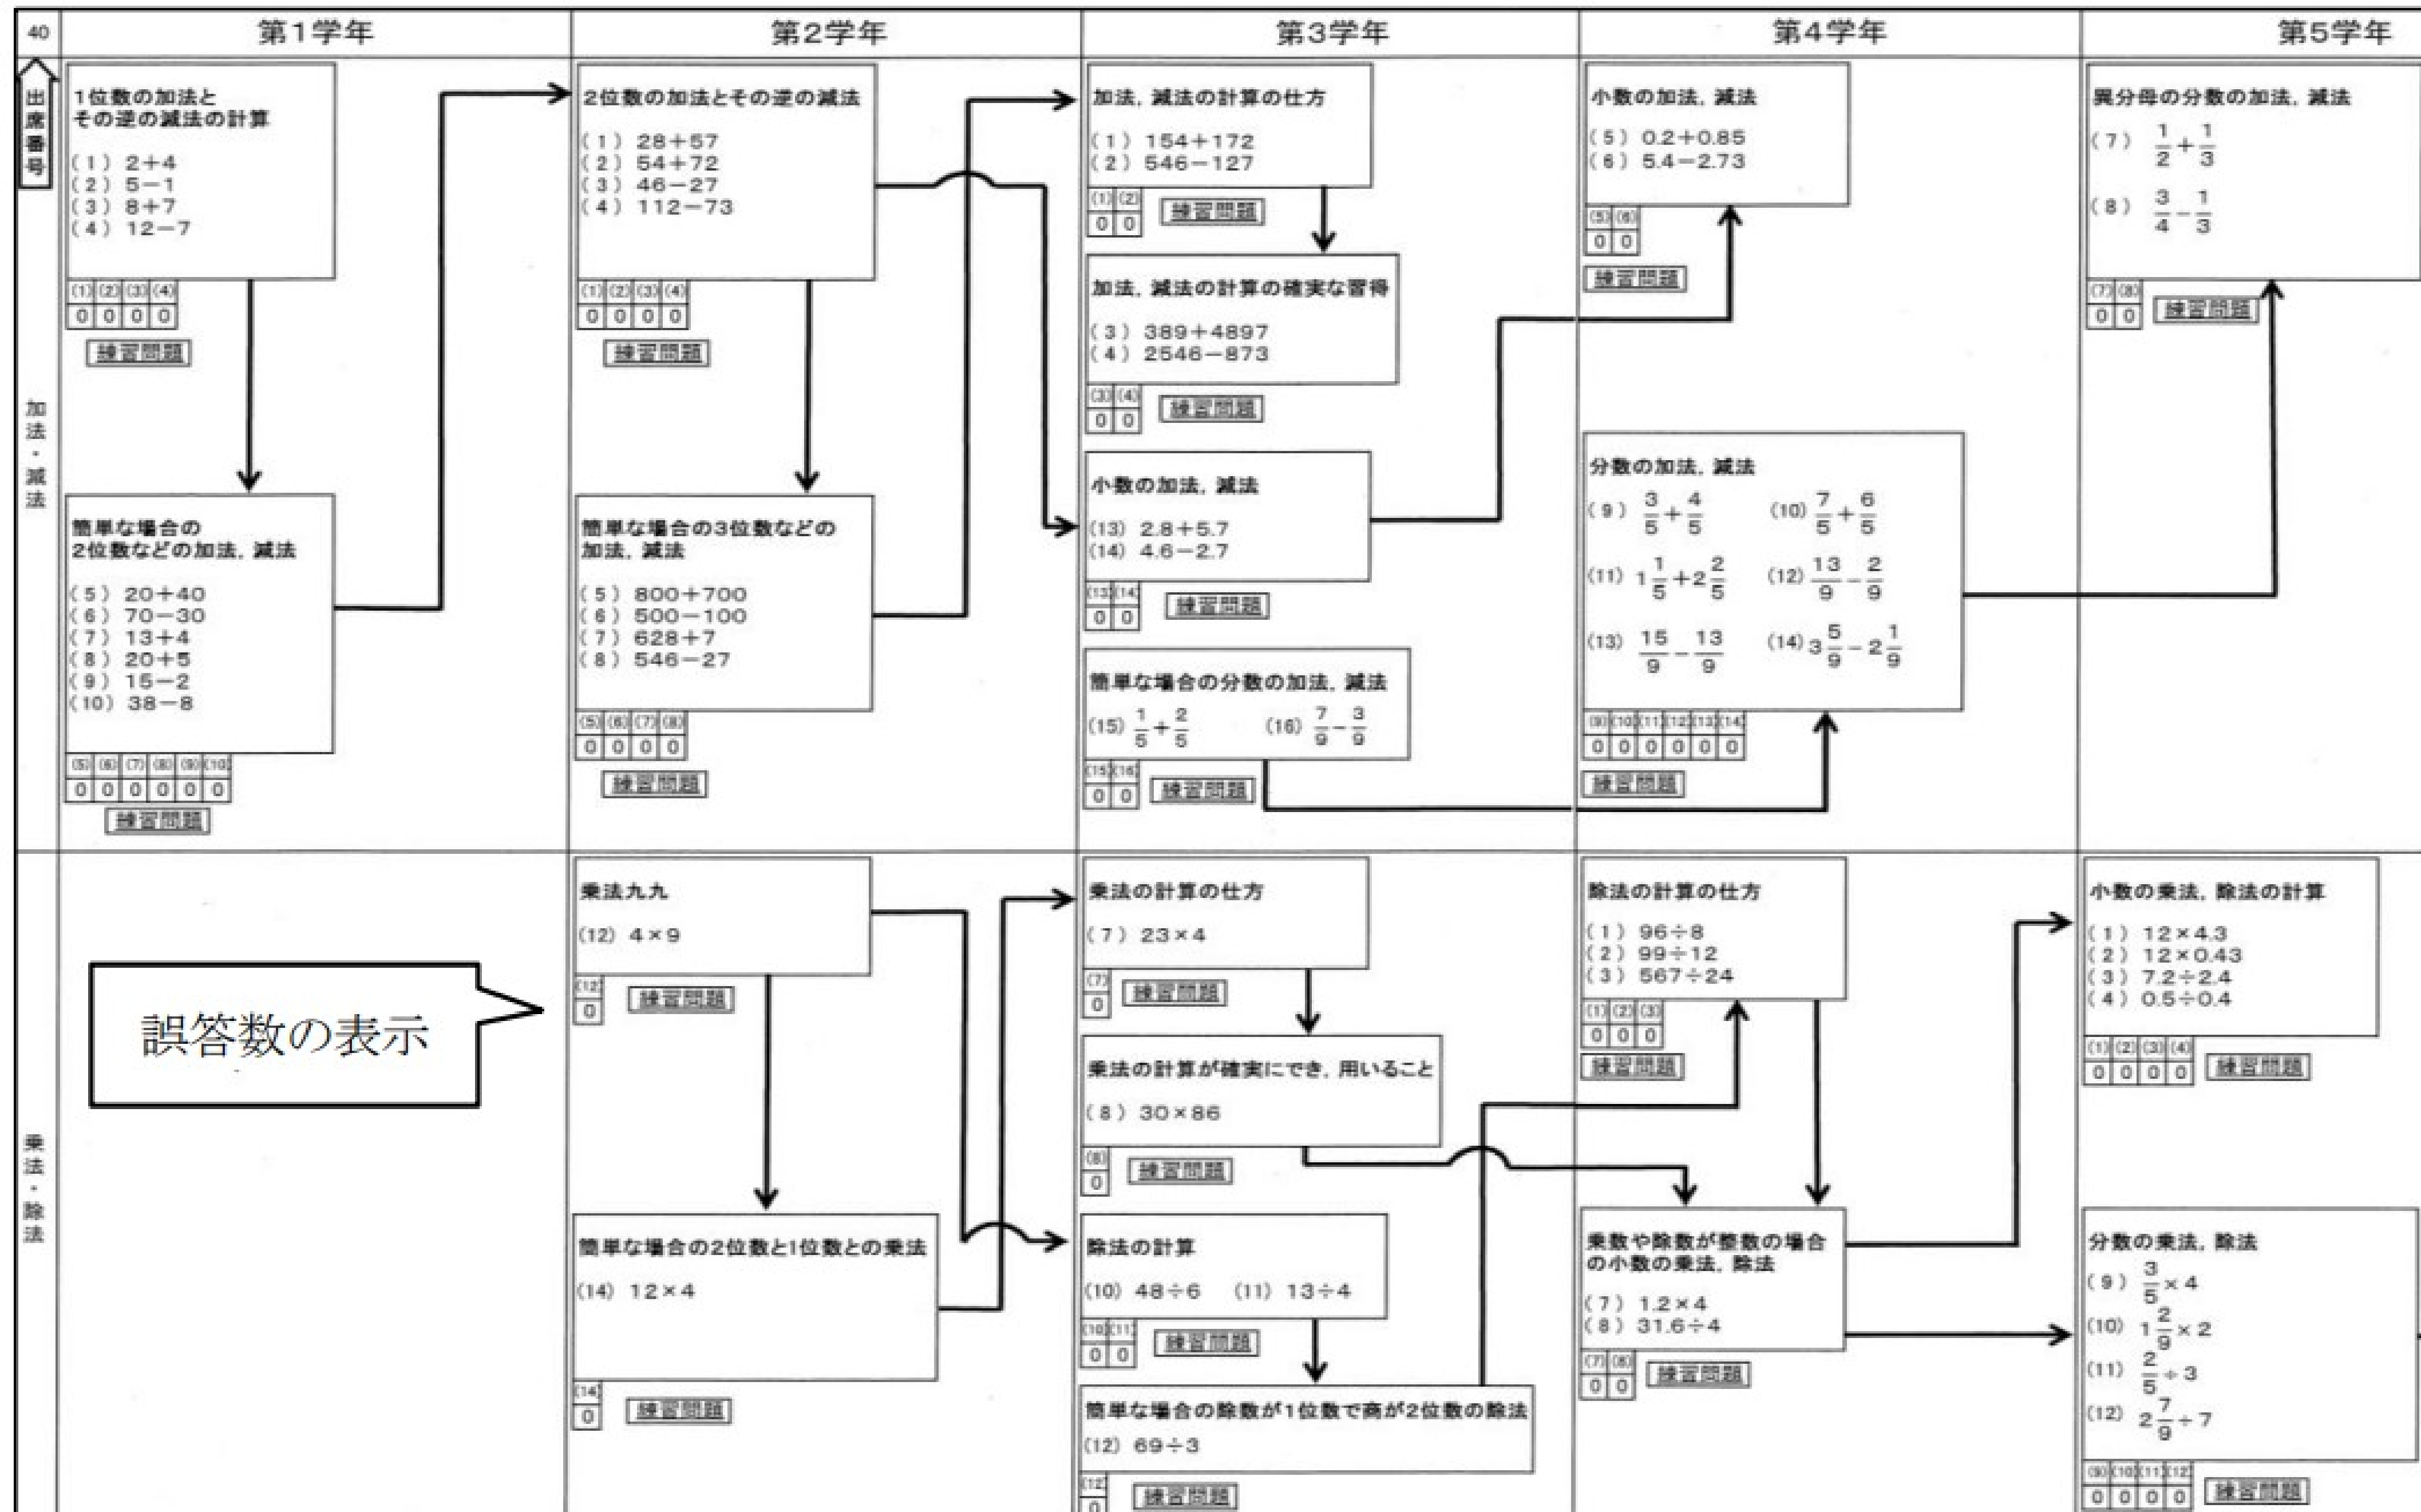 40
第1学年
第2学年
第3学年
第4学年
第5学年
出席番号
加法・減法
1位数の加法と
その逆の減法の計算
(1) 2+4
(2) 5−1
(3) 8+7
(4) 12−7
(1) (2) (3) (4)
0 0 0 0
練習問題
簡単な場合の
2位数などの加法, 減法
(5) 20+40
(6) 70−30
(7) 13+4
(8) 20+5
(9) 15−2
(10) 38−8
(5) (6) (7) (8) (9) (10)
0 0 0 0 0 0
練習問題
2位数の加法とその逆の減法
(1) 28+57
(2) 54+72
(3) 46−27
(4) 112−73
(1) (2) (3) (4)
0 0 0 0
練習問題
簡単な場合の3位数などの
加法, 減法
(5) 800+700
(6) 500−100
(7) 628+7
(8) 546−27
(5) (6) (7) (8)
0 0 0 0
練習問題
加法, 減法の計算の仕方
(1) 154+172
(2) 546−127
(1) (2)
0 0
練習問題
加法, 減法の計算の確実な習得
(3) 389+4897
(4) 2546−873
(3) (4)
0 0
練習問題
小数の加法, 減法
(13) 2.8+5.7
(14) 4.6−2.7
(13) (14)
0 0
練習問題
簡単な場合の分数の加法, 減法
(15) 1/5+2/5 (16) 7/9−3/9
(15) (16)
0 0
練習問題
小数の加法, 減法
(5) 0.2+0.85
(6) 5.4−2.73
(5) (6)
0 0
練習問題
分数の加法, 減法
(9) 3/5+4/5 (10) 7/5+6/5
(11) 1 1/5+2 2/5 (12) 13/9−2/9
(13) 15/9−13/9 (14) 3 5/9−2 1/9
(9) (10) (11) (12) (13) (14)
0 0 0 0 0 0
練習問題
異分母の分数の加法, 減法
(7) 1/2+1/3
(8) 3/4−1/3
(7) (8)
0 0
練習問題
乗法・除法
誤答数の表示
乗法九九
(12) 4×9
(12)
0
練習問題
簡単な場合の2位数と1位数との乗法
(14) 12×4
(14)
0
練習問題
乗法の計算の仕方
(7) 23×4
(7)
0
練習問題
乗法の計算が確実にでき, 用いること
(8) 30×86
(8)
0
練習問題
除法の計算
(10) 48÷6 (11) 13÷4
(10) (11)
0 0
練習問題
簡単な場合の除数が1位数で商が2位数の除法
(12) 69÷3
(12)
0
練習問題
除法の計算の仕方
(1) 96÷8
(2) 99÷12
(3) 567÷24
(1) (2) (3)
0 0 0
練習問題
乗数や除数が整数の場合
の小数の乗法, 除法
(7) 1.2×4
(8) 31.6÷4
(7) (8)
0 0
練習問題
小数の乗法, 除法の計算
(1) 12×4.3
(2) 12×0.43
(3) 7.2÷2.4
(4) 0.5÷0.4
(1) (2) (3) (4)
0 0 0 0
練習問題
分数の乗法, 除法
(9) 3/5×4
(10) 1 2/9×2
(11) 2/5÷3
(12) 2 7/9÷7
(9) (10) (11) (12)
0 0 0 0
練習問題